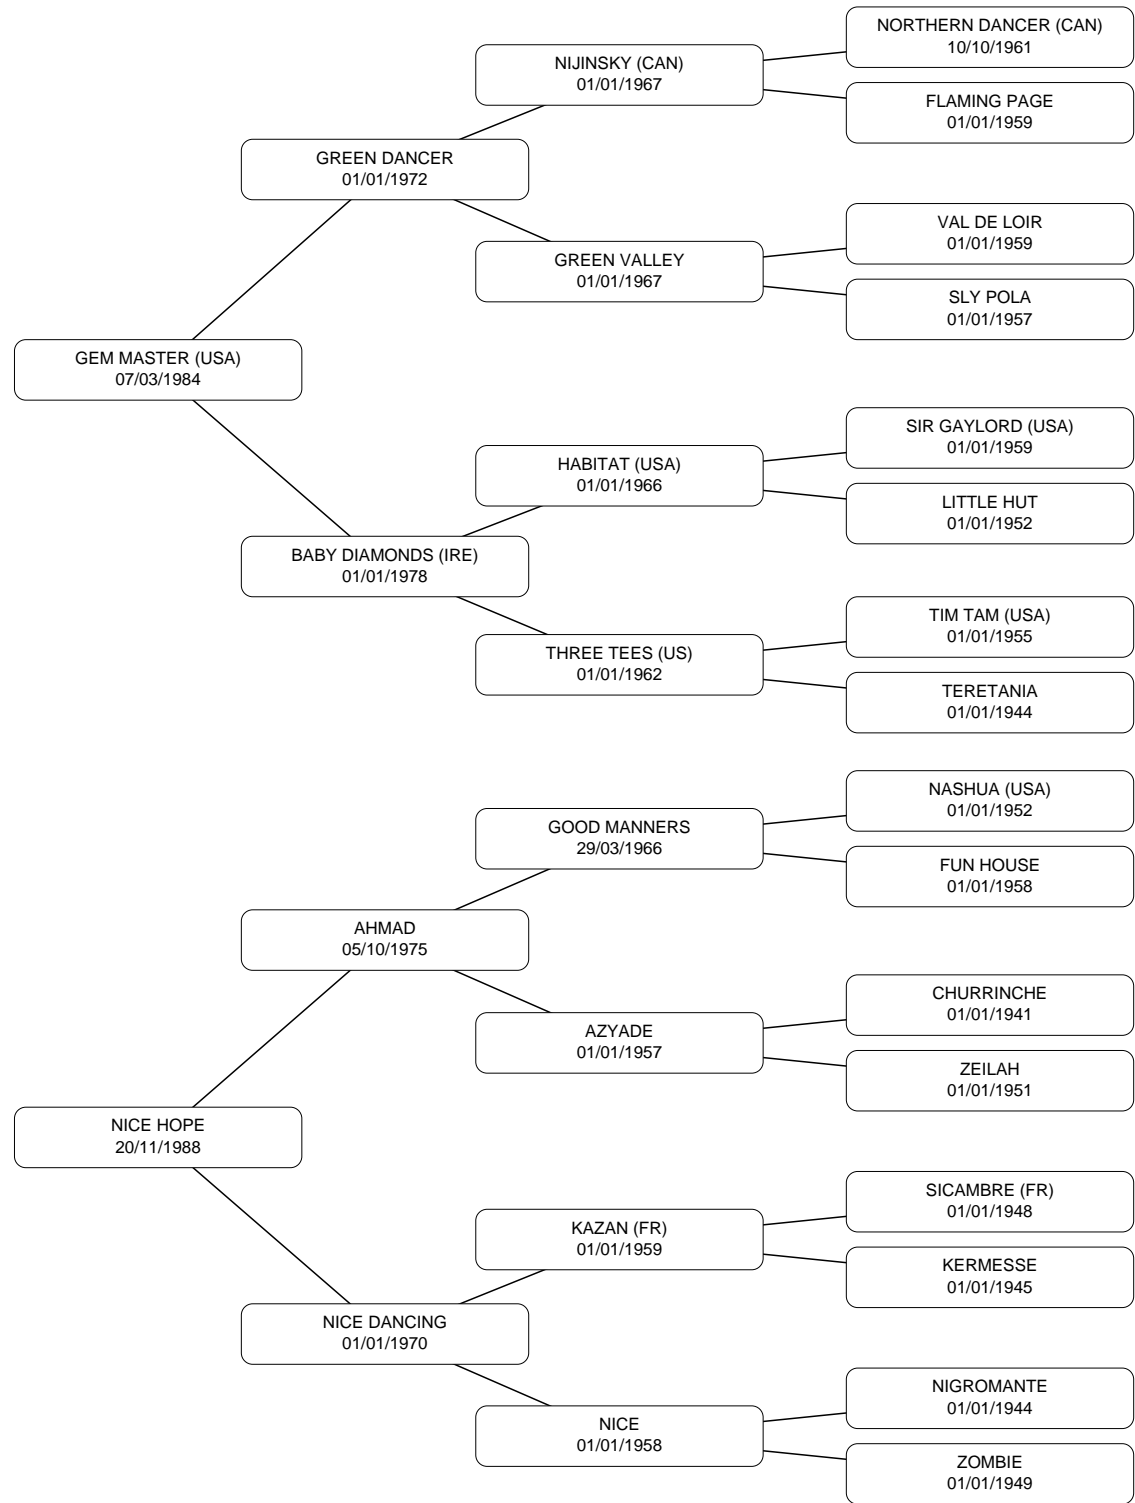 NORTHERN DANCER (CAN)
10/10/1961
NIJINSKY (CAN)
01/01/1967
FLAMING PAGE
01/01/1959
GREEN DANCER
01/01/1972
VAL DE LOIR
01/01/1959
GREEN VALLEY
01/01/1967
SLY POLA
01/01/1957
GEM MASTER (USA)
07/03/1984
SIR GAYLORD (USA)
01/01/1959
HABITAT (USA)
01/01/1966
LITTLE HUT
01/01/1952
BABY DIAMONDS (IRE)
01/01/1978
TIM TAM (USA)
01/01/1955
THREE TEES (US)
01/01/1962
TERETANIA
01/01/1944
NASHUA (USA)
01/01/1952
GOOD MANNERS
29/03/1966
FUN HOUSE
01/01/1958
AHMAD
05/10/1975
CHURRINCHE
01/01/1941
AZYADE
01/01/1957
ZEILAH
01/01/1951
NICE HOPE
20/11/1988
SICAMBRE (FR)
01/01/1948
KAZAN (FR)
01/01/1959
KERMESSE
01/01/1945
NICE DANCING
01/01/1970
NIGROMANTE
01/01/1944
NICE
01/01/1958
ZOMBIE
01/01/1949